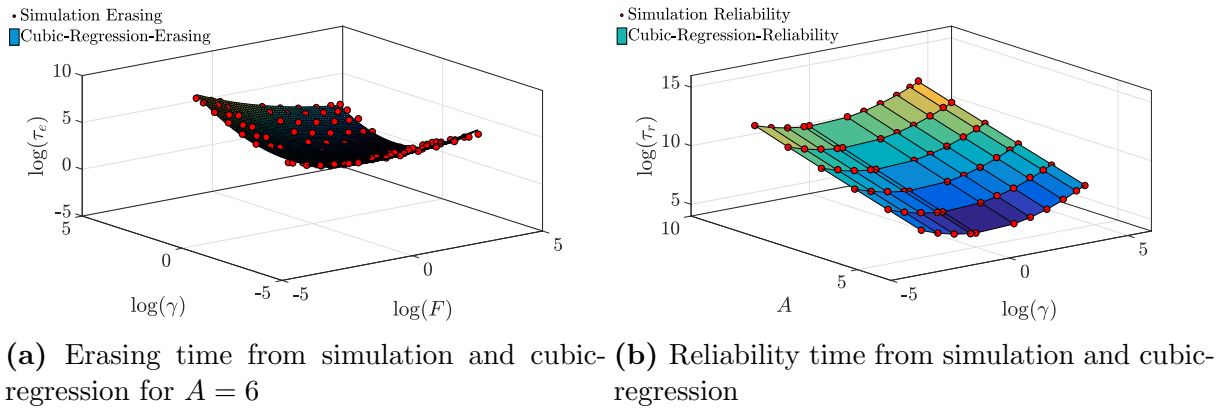 Simulation Erasing
Cubic-Regression-Erasing
10
5
0
-5
log(τ_e)
5
0
-5
log(γ)
-5
0
5
log(F)
Simulation Reliability
Cubic-Regression-Reliability
15
10
5
log(τ_r)
10
5
A
-5
0
5
log(γ)
(a) Erasing time from simulation and cubic-
regression for A = 6
(b) Reliability time from simulation and cubic-
regression